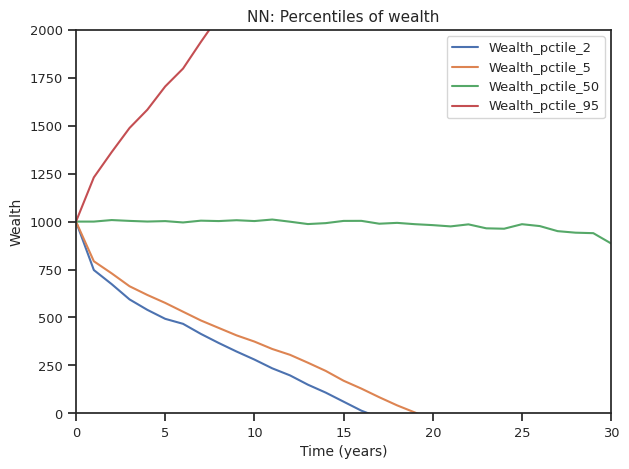 NN: Percentiles of wealth
Wealth_pctile_2
Wealth_pctile_5
Wealth_pctile_50
Wealth_pctile_95
Wealth
2000
1750
1500
1250
1000
750
500
250
0
0 5 10 15 20 25 30
Time (years)